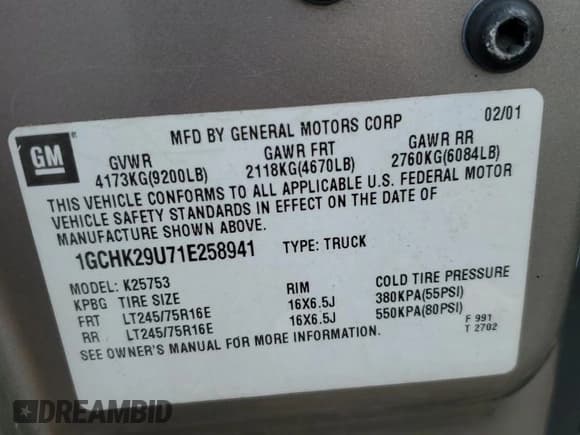 02/01
MFD BY GENERAL MOTORS CORP
GM
GVWR GAWR FRT GAWR RR
4173KG(9200LB) 2118KG(4670LB) 2760KG(6084LB)
THIS VEHICLE CONFORMS TO ALL APPLICABLE U.S. FEDERAL MOTOR
VEHICLE SAFETY STANDARDS IN EFFECT ON THE DATE OF
MANUFACTURE SHOWN ABOVE.
1GCHK29U71E258941 TYPE: TRUCK
MODEL: K25753
KPBG TIRE SIZE RIM COLD TIRE PRESSURE
FRT LT245/75R16E 16X6.5J 380KPA(55PSI)
RR LT245/75R16E 16X6.5J 550KPA(80PSI)
F 991
T 2702
SEE OWNER'S MANUAL FOR MORE INFORMATION.
DREAMBID